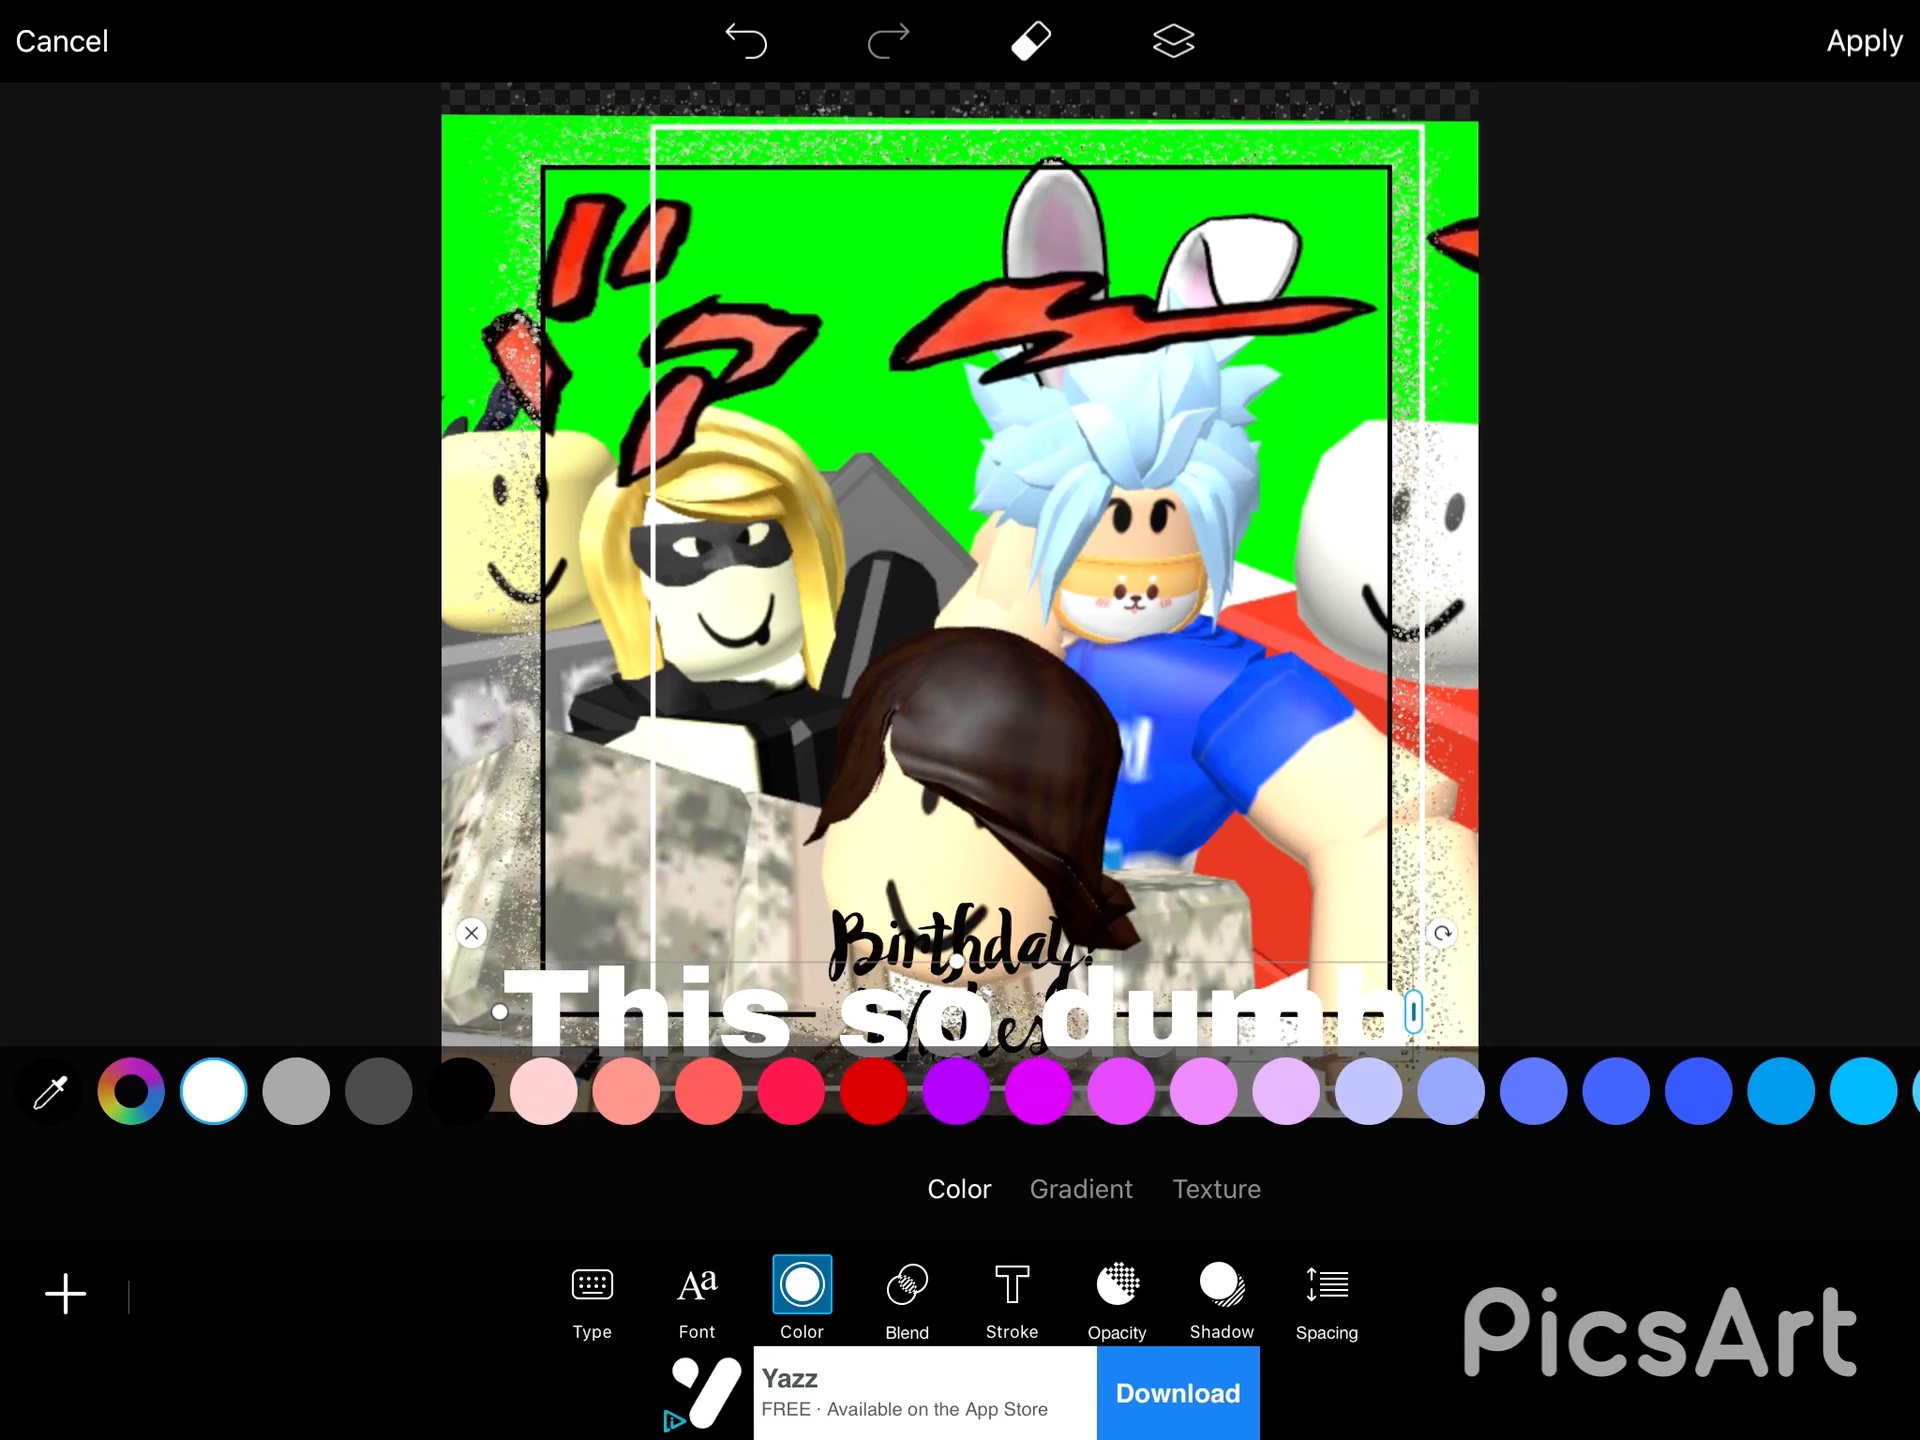 Cancel
Apply
Birthday
This so dumb
Color
Gradient
Texture
Type
Font
Color
Blend
Stroke
Opacity
Shadow
Spacing
PicsArt
Yazz
FREE · Available on the App Store
Download